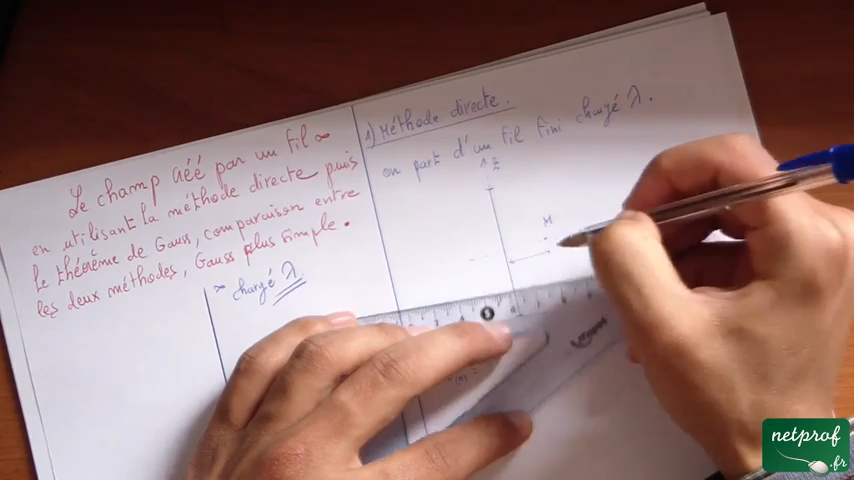 Le champ créé par un fil ∞
en utilisant la méthode directe puis
le théorème de Gauss, comparaison entre
les deux méthodes, Gauss plus simple.
∞ chargé λ
1) Méthode directe.
on part d'un fil fini chargé λ.
z
M
netprof
.fr